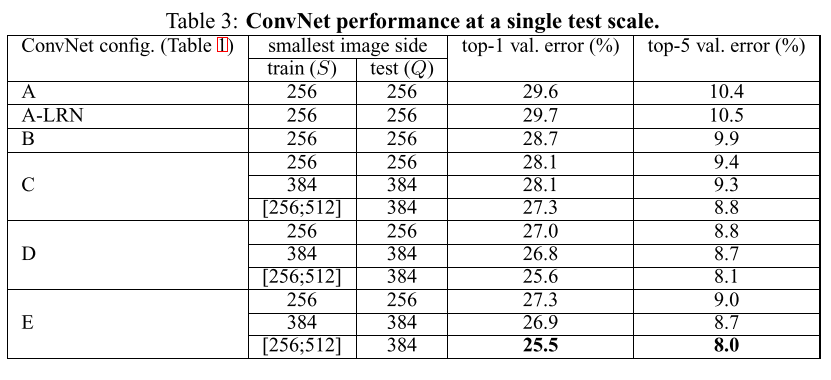 Table 3: ConvNet performance at a single test scale.
ConvNet config. (Table 1) smallest image side top-1 val. error (%) top-5 val. error (%)
train (S) test (Q)
A 256 256 29.6 10.4
A-LRN 256 256 29.7 10.5
B 256 256 28.7 9.9
C 256 256 28.1 9.4
384 384 28.1 9.3
[256;512] 384 27.3 8.8
D 256 256 27.0 8.8
384 384 26.8 8.7
[256;512] 384 25.6 8.1
E 256 256 27.3 9.0
384 384 26.9 8.7
[256;512] 384 25.5 8.0